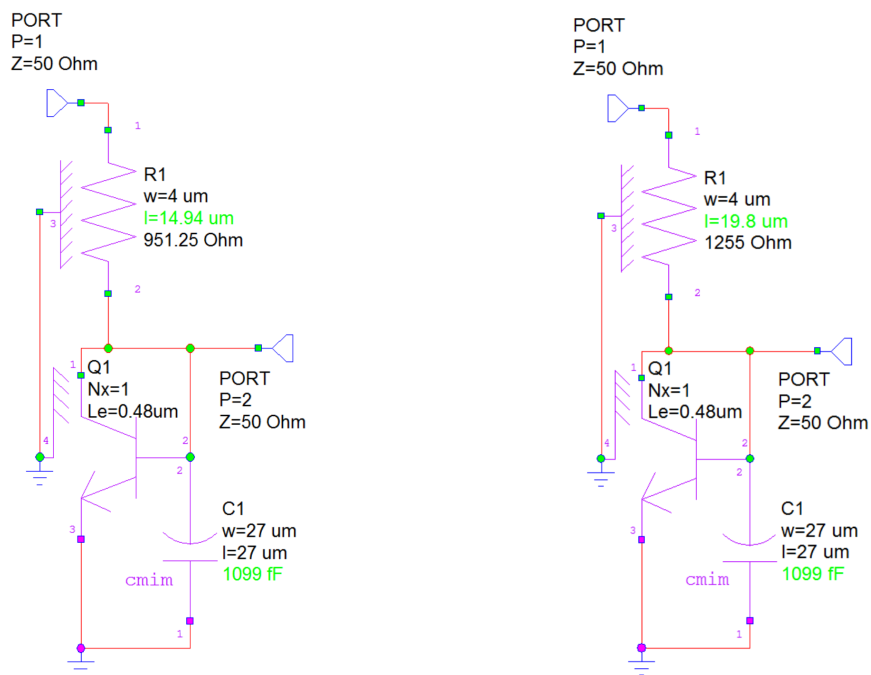 PORT
P=1
Z=50 Ohm
1
R1
w=4 um
l=14.94 um
951.25 Ohm
3
2
1
Q1
Nx=1
Le=0.48um
PORT
P=2
Z=50 Ohm
4
2
2
3
C1
w=27 um
l=27 um
1099 fF
cmim
1
PORT
P=1
Z=50 Ohm
1
R1
w=4 um
l=19.8 um
1255 Ohm
3
2
1
Q1
Nx=1
Le=0.48um
PORT
P=2
Z=50 Ohm
4
2
2
3
C1
w=27 um
l=27 um
1099 fF
cmim
1